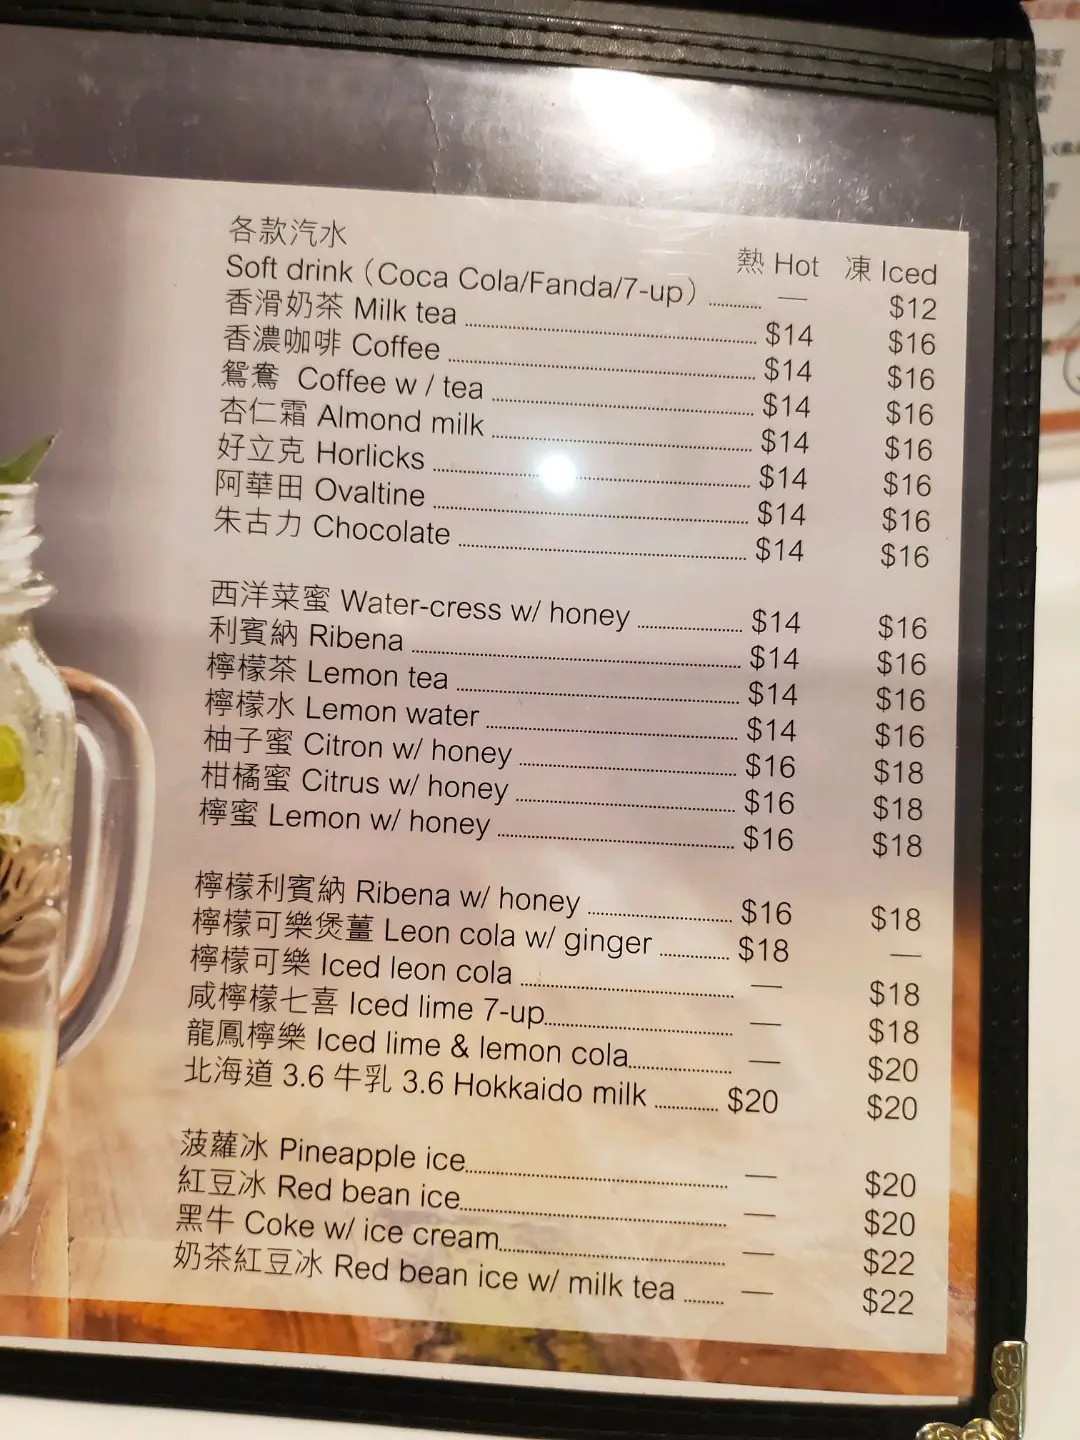 各款汽水 熱 Hot 凍 Iced
Soft drink (Coca Cola/Fanda/7-up) — $12
香滑奶茶 Milk tea $14 $16
香濃咖啡 Coffee $14 $16
鴛鴦 Coffee w / tea $14 $16
杏仁霜 Almond milk $14 $16
好立克 Horlicks $14 $16
阿華田 Ovaltine $14 $16
朱古力 Chocolate $14 $16
西洋菜蜜 Water-cress w/ honey $14 $16
利賓納 Ribena $14 $16
檸檬茶 Lemon tea $14 $16
檸檬水 Lemon water $14 $16
柚子蜜 Citron w/ honey $16 $18
柑橘蜜 Citrus w/ honey $16 $18
檸蜜 Lemon w/ honey $16 $18
檸檬利賓納 Ribena w/ honey $16 $18
檸檬可樂煲薑 Leon cola w/ ginger $18 —
檸檬可樂 Iced leon cola — $18
咸檸檬七喜 Iced lime 7-up — $18
龍鳳檸樂 Iced lime & lemon cola — $20
北海道 3.6 牛乳 3.6 Hokkaido milk $20 $20
菠蘿冰 Pineapple ice — $20
紅豆冰 Red bean ice — $20
黑牛 Coke w/ ice cream — $22
奶茶紅豆冰 Red bean ice w/ milk tea — $22